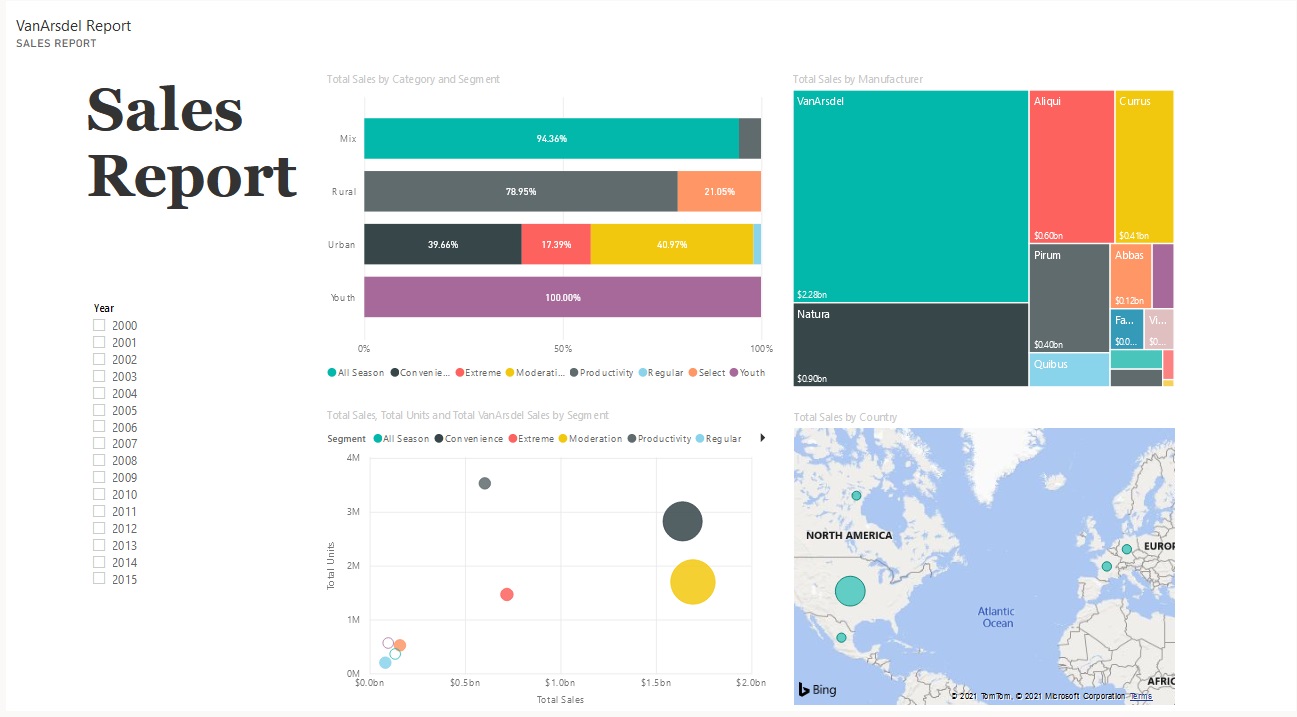 VanArsdel Report
SALES REPORT
Sales
Report
Year
2000
2001
2002
2003
2004
2005
2006
2007
2008
2009
2010
2011
2012
2013
2014
2015
Total Sales by Category and Segment
Mix
94.36%
Rural
78.95%
21.05%
Urban
39.66%
17.39%
40.97%
Youth
100.00%
0%
50%
100%
All Season
Convenie...
Extreme
Moderati...
Productivity
Regular
Select
Youth
Total Sales by Manufacturer
VanArsdel
$2.28bn
Natura
$0.90bn
Aliqui
$0.60bn
Currus
$0.41bn
Pirum
$0.40bn
Quibus
Abbas
$0.12bn
Fa...
$0.0...
Vi...
$0...
Total Sales, Total Units and Total VanArsdel Sales by Segment
Segment
All Season
Convenience
Extreme
Moderation
Productivity
Regular
4M
3M
2M
1M
0M
Total Units
$0.0bn
$0.5bn
$1.0bn
$1.5bn
$2.0bn
Total Sales
Total Sales by Country
NORTH AMERICA
EUROP
Atlantic
Ocean
AFRIC
Bing
© 2021 TomTom, © 2021 Microsoft Corporation Terms